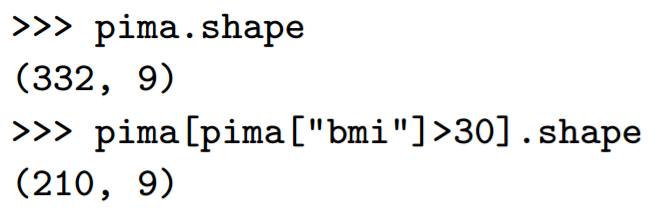 >>> pima.shape
(332, 9)
>>> pima[pima["bmi"]>30].shape
(210, 9)